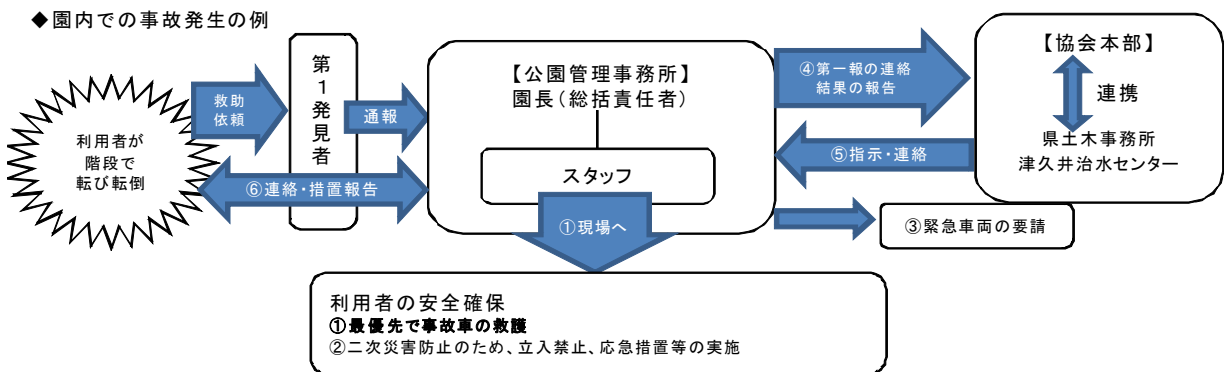 ◆園内での事故発生の例
利用者が
階段で
転び転倒
救助
依頼
第1発見者
通報
⑥連絡・措置報告
【公園管理事務所】
園長(総括責任者)
スタッフ
①現場へ
④第一報の連絡
結果の報告
⑤指示・連絡
【協会本部】
連携
県土木事務所
津久井治水センター
③緊急車両の要請
利用者の安全確保
①最優先で事故車の救護
②二次災害防止のため、立入禁止、応急措置等の実施